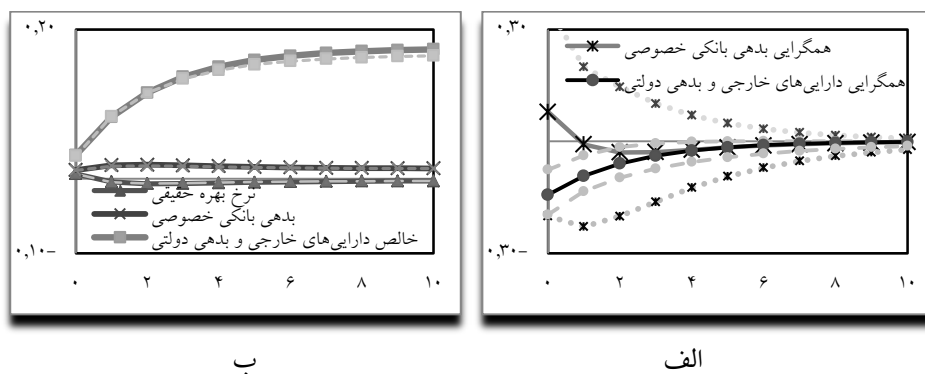 ۰,۳۰
همگرایی بدهی بانکی خصوصی
همگرایی دارایی‌های خارجی و بدهی دولتی
۰,۳۰-
۰ ۲ ۴ ۶ ۸ ۱۰
الف
۰,۲۰
نرخ بهره حقیقی
بدهی بانکی خصوصی
خالص دارایی‌های خارجی و بدهی دولتی
۰,۱۰-
۰ ۲ ۴ ۶ ۸ ۱۰
ب